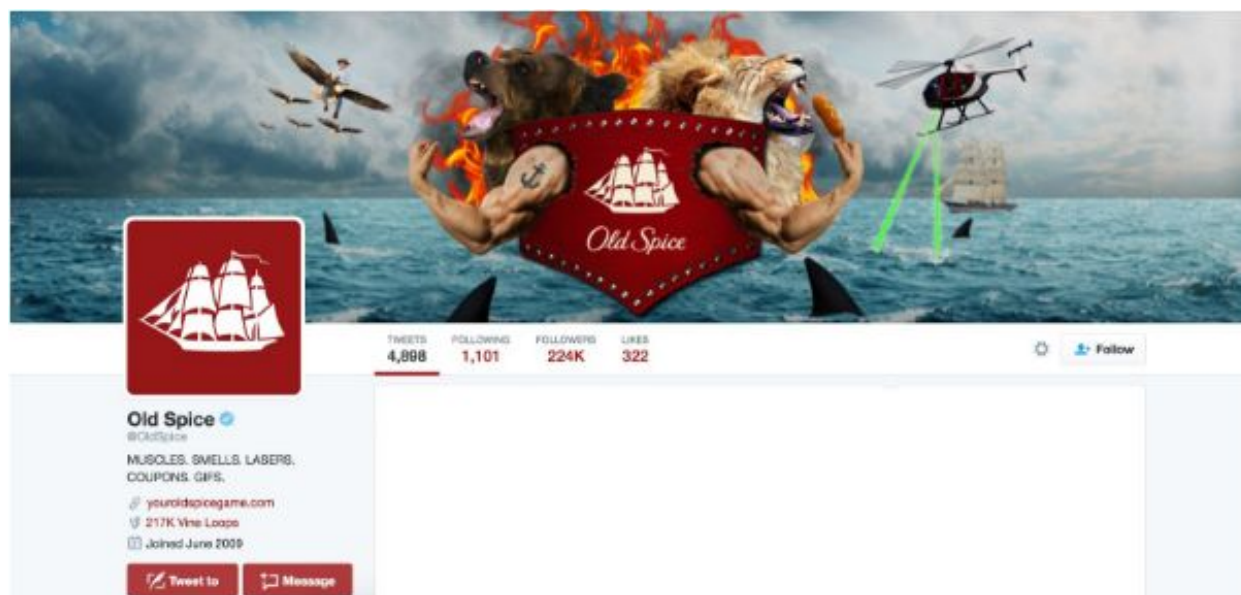 Old Spice
TWEETS FOLLOWING FOLLOWERS LIKES
4,898 1,101 224K 322
Follow
Old Spice
@OldSpice
MUSCLES. SMELLS. LASERS.
COUPONS. GIFS.
youroldspicegame.com
217K Vine Loops
Joined June 2009
Tweet to Message